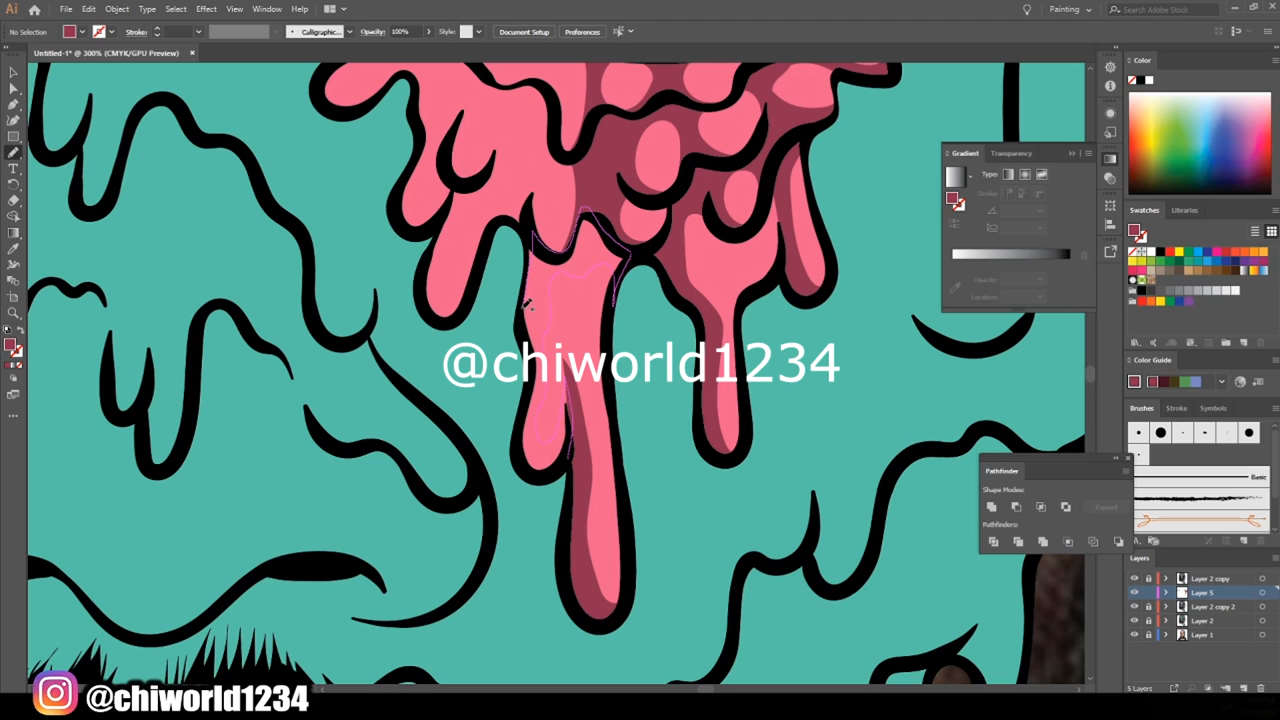 Ai File Edit Object Type Select Effect View Window Help Painting Search Adobe Stock
No Selection Stroke: Calligraphic... Opacity: 100% Style: Document Setup Preferences
Untitled-1* @ 300% (CMYK/GPU Preview) ×
Color
Gradient Transparency
Type:
Stroke:
Opacity:
Location:
Swatches Libraries
@chiworld1234
Color Guide
Brushes Stroke Symbols
Basic
Pathfinder
Shape Modes:
Expand
Pathfinders:
Layers
Layer 2 copy
Layer 5
Layer 2 copy 2
Layer 2
Layer 1
5 Layers
@chiworld1234